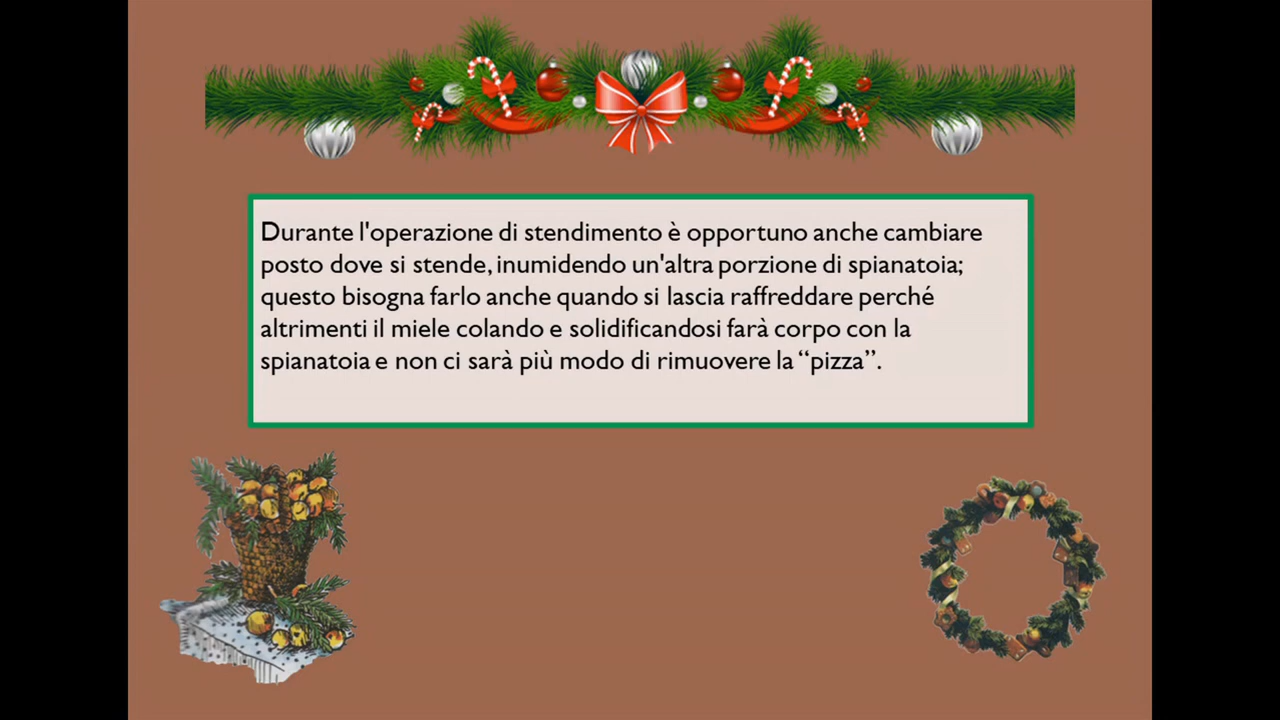 Durante l'operazione di stendimento è opportuno anche cambiare
posto dove si stende, inumidendo un'altra porzione di spianatoia;
questo bisogna farlo anche quando si lascia raffreddare perché
altrimenti il miele colando e solidificandosi farà corpo con la
spianatoia e non ci sarà più modo di rimuovere la “pizza”.